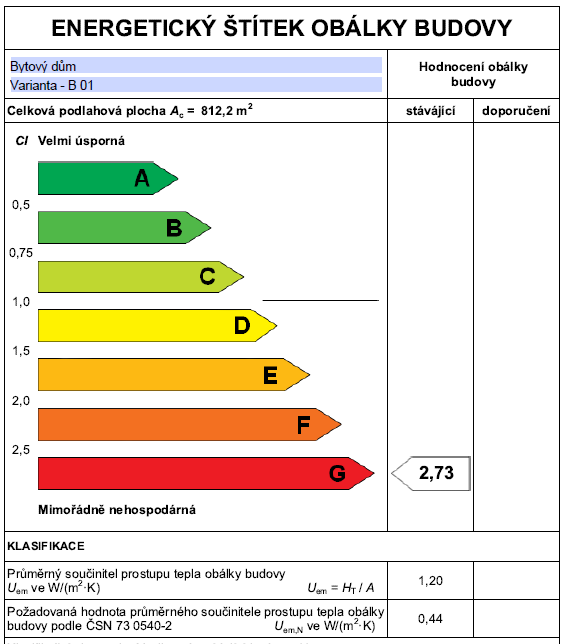 ENERGETICKÝ ŠTÍTEK OBÁLKY BUDOVY
Bytový dům
Varianta - B 01
Hodnocení obálky
budovy
Celková podlahová plocha Ac = 812,2 m²
stávající
doporučení
CI Velmi úsporná
A
0,5
B
0,75
C
1,0
D
1,5
E
2,0
F
2,5
G
2,73
Mimořádně nehospodárná
KLASIFIKACE
Průměrný součinitel prostupu tepla obálky budovy
Uem ve W/(m²·K) Uem = HT / A
1,20
Požadovaná hodnota průměrného součinitele prostupu tepla obálky
budovy podle ČSN 73 0540-2 Uem,N ve W/(m²·K)
0,44